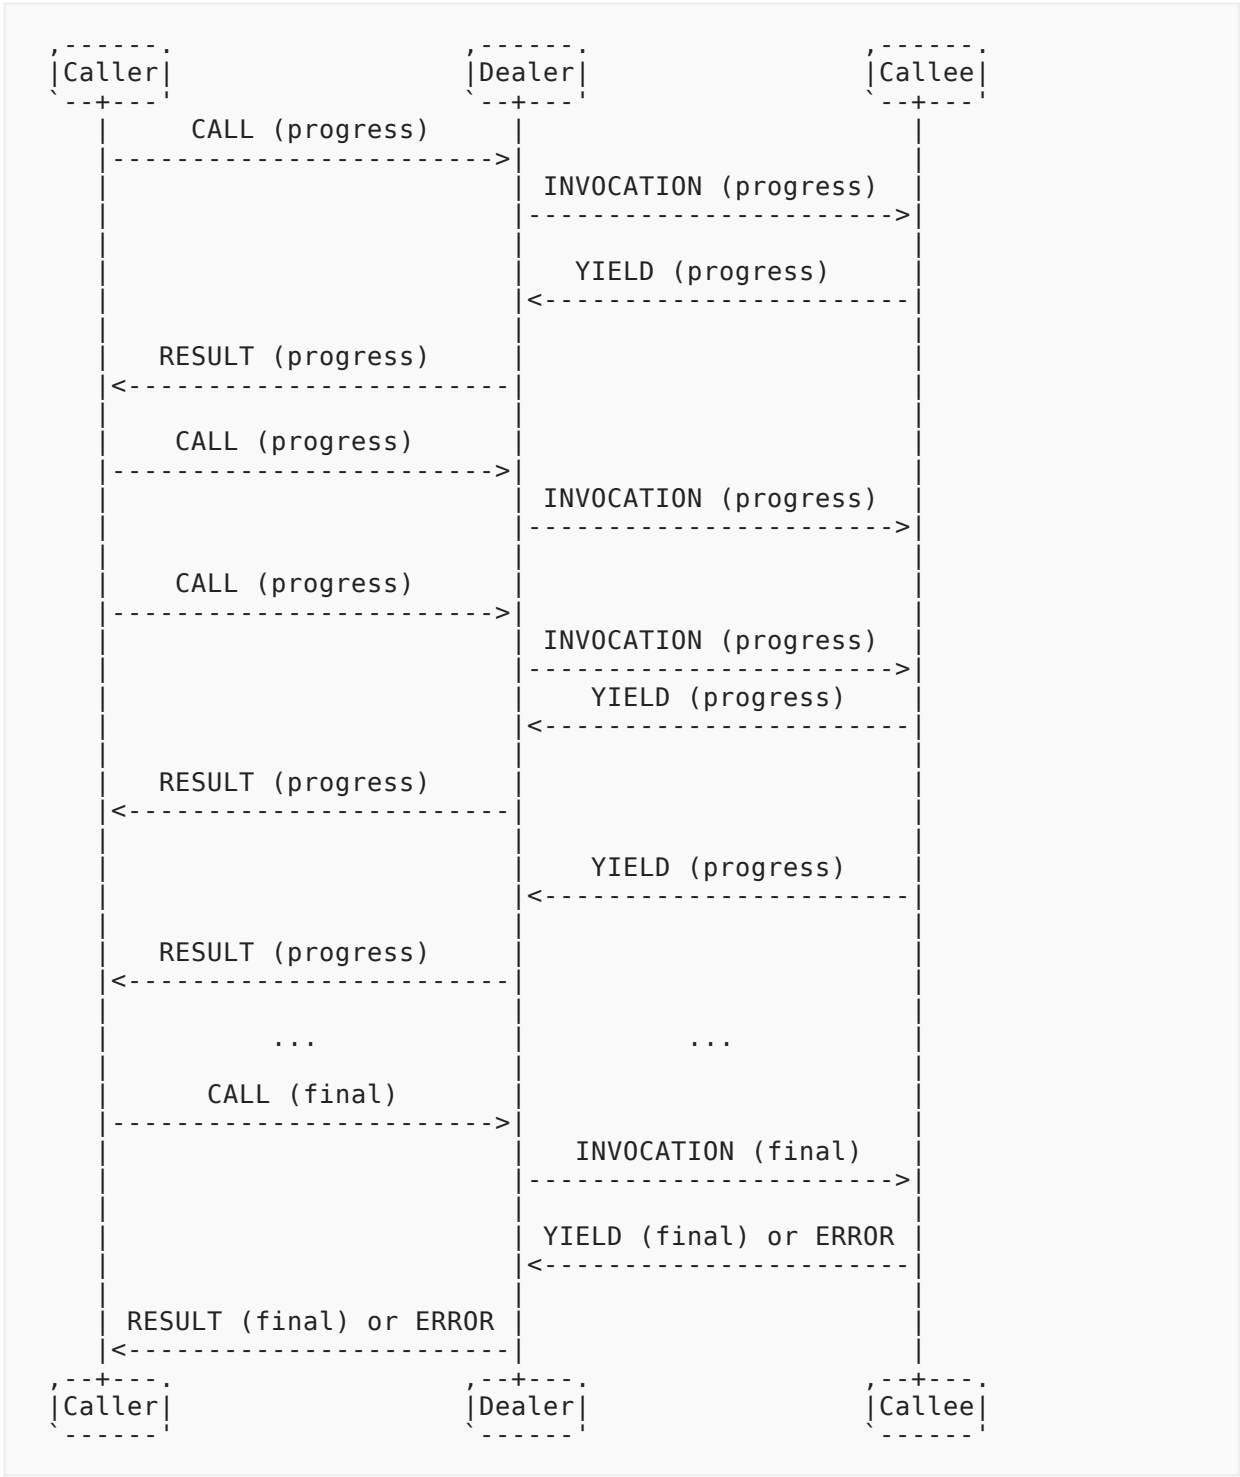 ,------.                  ,------.                 ,------.
|Caller|                  |Dealer|                 |Callee|
`--+---'                  `--+---'                 `--+---'
   |     CALL (progress)     |                        |
   |------------------------>|                        |
   |                         | INVOCATION (progress)  |
   |                         |----------------------->|
   |                         |                        |
   |                         |   YIELD (progress)     |
   |                         |<-----------------------|
   |                         |                        |
   |   RESULT (progress)     |                        |
   |<------------------------|                        |
   |                         |                        |
   |    CALL (progress)      |                        |
   |------------------------>|                        |
   |                         | INVOCATION (progress)  |
   |                         |----------------------->|
   |                         |                        |
   |    CALL (progress)      |                        |
   |------------------------>|                        |
   |                         | INVOCATION (progress)  |
   |                         |----------------------->|
   |                         |    YIELD (progress)    |
   |                         |<-----------------------|
   |                         |                        |
   |   RESULT (progress)     |                        |
   |<------------------------|                        |
   |                         |                        |
   |                         |    YIELD (progress)    |
   |                         |<-----------------------|
   |                         |                        |
   |   RESULT (progress)     |                        |
   |<------------------------|                        |
   |                         |                        |
   |          ...            |          ...           |
   |                         |                        |
   |      CALL (final)       |                        |
   |------------------------>|                        |
   |                         |   INVOCATION (final)   |
   |                         |----------------------->|
   |                         |                        |
   |                         | YIELD (final) or ERROR |
   |                         |<-----------------------|
   |                         |                        |
   | RESULT (final) or ERROR |                        |
   |<------------------------|                        |
,--+---.                  ,--+---.                 ,--+---.
|Caller|                  |Dealer|                 |Callee|
`------'                  `------'                 `------'